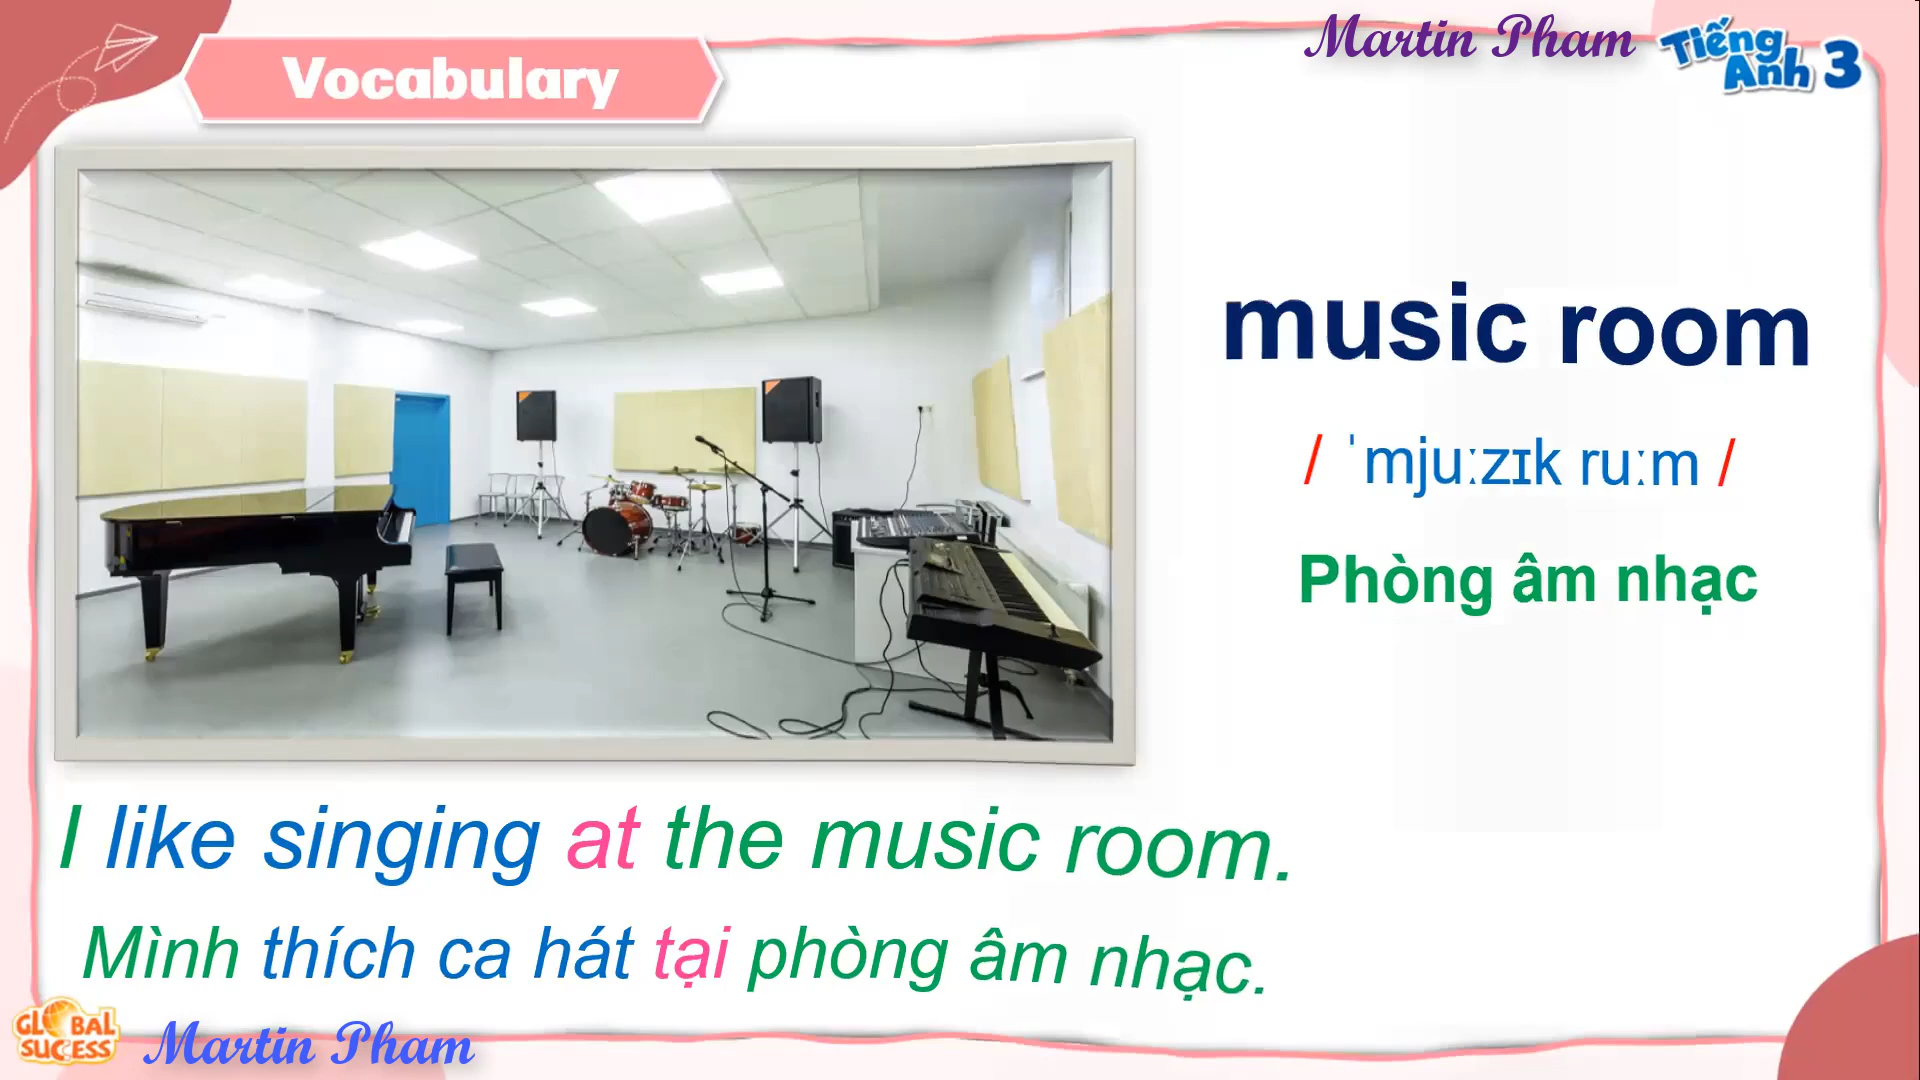 Vocabulary
Martin Pham
Tiếng Anh 3
music room
/ ˈmjuːzɪk ruːm /
Phòng âm nhạc
I like singing at the music room.
Mình thích ca hát tại phòng âm nhạc.
GLOBAL
SUCCESS
Martin Pham